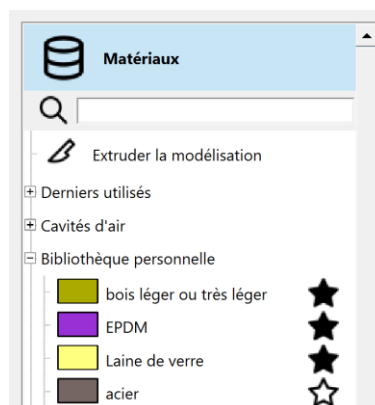 Matériaux
Extruder la modélisation
Derniers utilisés
Cavités d'air
Bibliothèque personnelle
bois léger ou très léger
EPDM
Laine de verre
acier